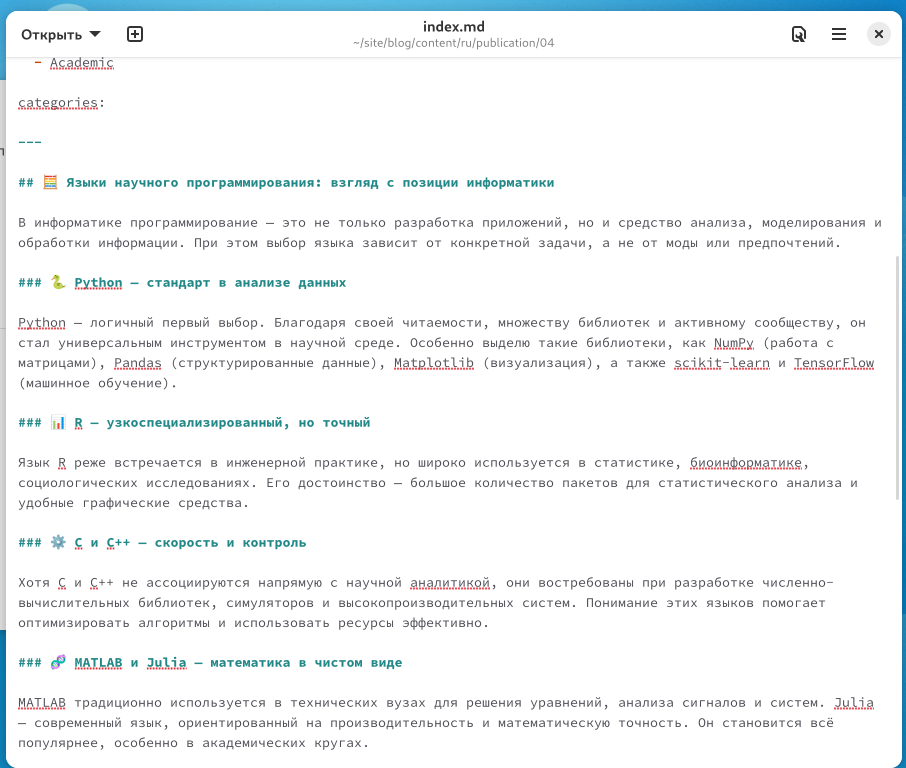 Открыть
index.md
~/site/blog/content/ru/publication/04
- Academic
categories:
---
## 🧮 Языки научного программирования: взгляд с позиции информатики
В информатике программирование — это не только разработка приложений, но и средство анализа, моделирования и
обработки информации. При этом выбор языка зависит от конкретной задачи, а не от моды или предпочтений.
### 🐍 Python — стандарт в анализе данных
Python — логичный первый выбор. Благодаря своей читаемости, множеству библиотек и активному сообществу, он
стал универсальным инструментом в научной среде. Особенно выделю такие библиотеки, как NumPy (работа с
матрицами), Pandas (структурированные данные), Matplotlib (визуализация), а также scikit-learn и TensorFlow
(машинное обучение).
### 📊 R — узкоспециализированный, но точный
Язык R реже встречается в инженерной практике, но широко используется в статистике, биоинформатике,
социологических исследованиях. Его достоинство — большое количество пакетов для статистического анализа и
удобные графические средства.
### ⚙️ C и C++ — скорость и контроль
Хотя C и C++ не ассоциируются напрямую с научной аналитикой, они востребованы при разработке численно-
вычислительных библиотек, симуляторов и высокопроизводительных систем. Понимание этих языков помогает
оптимизировать алгоритмы и использовать ресурсы эффективно.
### 🧬 MATLAB и Julia — математика в чистом виде
MATLAB традиционно используется в технических вузах для решения уравнений, анализа сигналов и систем. Julia
— современный язык, ориентированный на производительность и математическую точность. Он становится всё
популярнее, особенно в академических кругах.